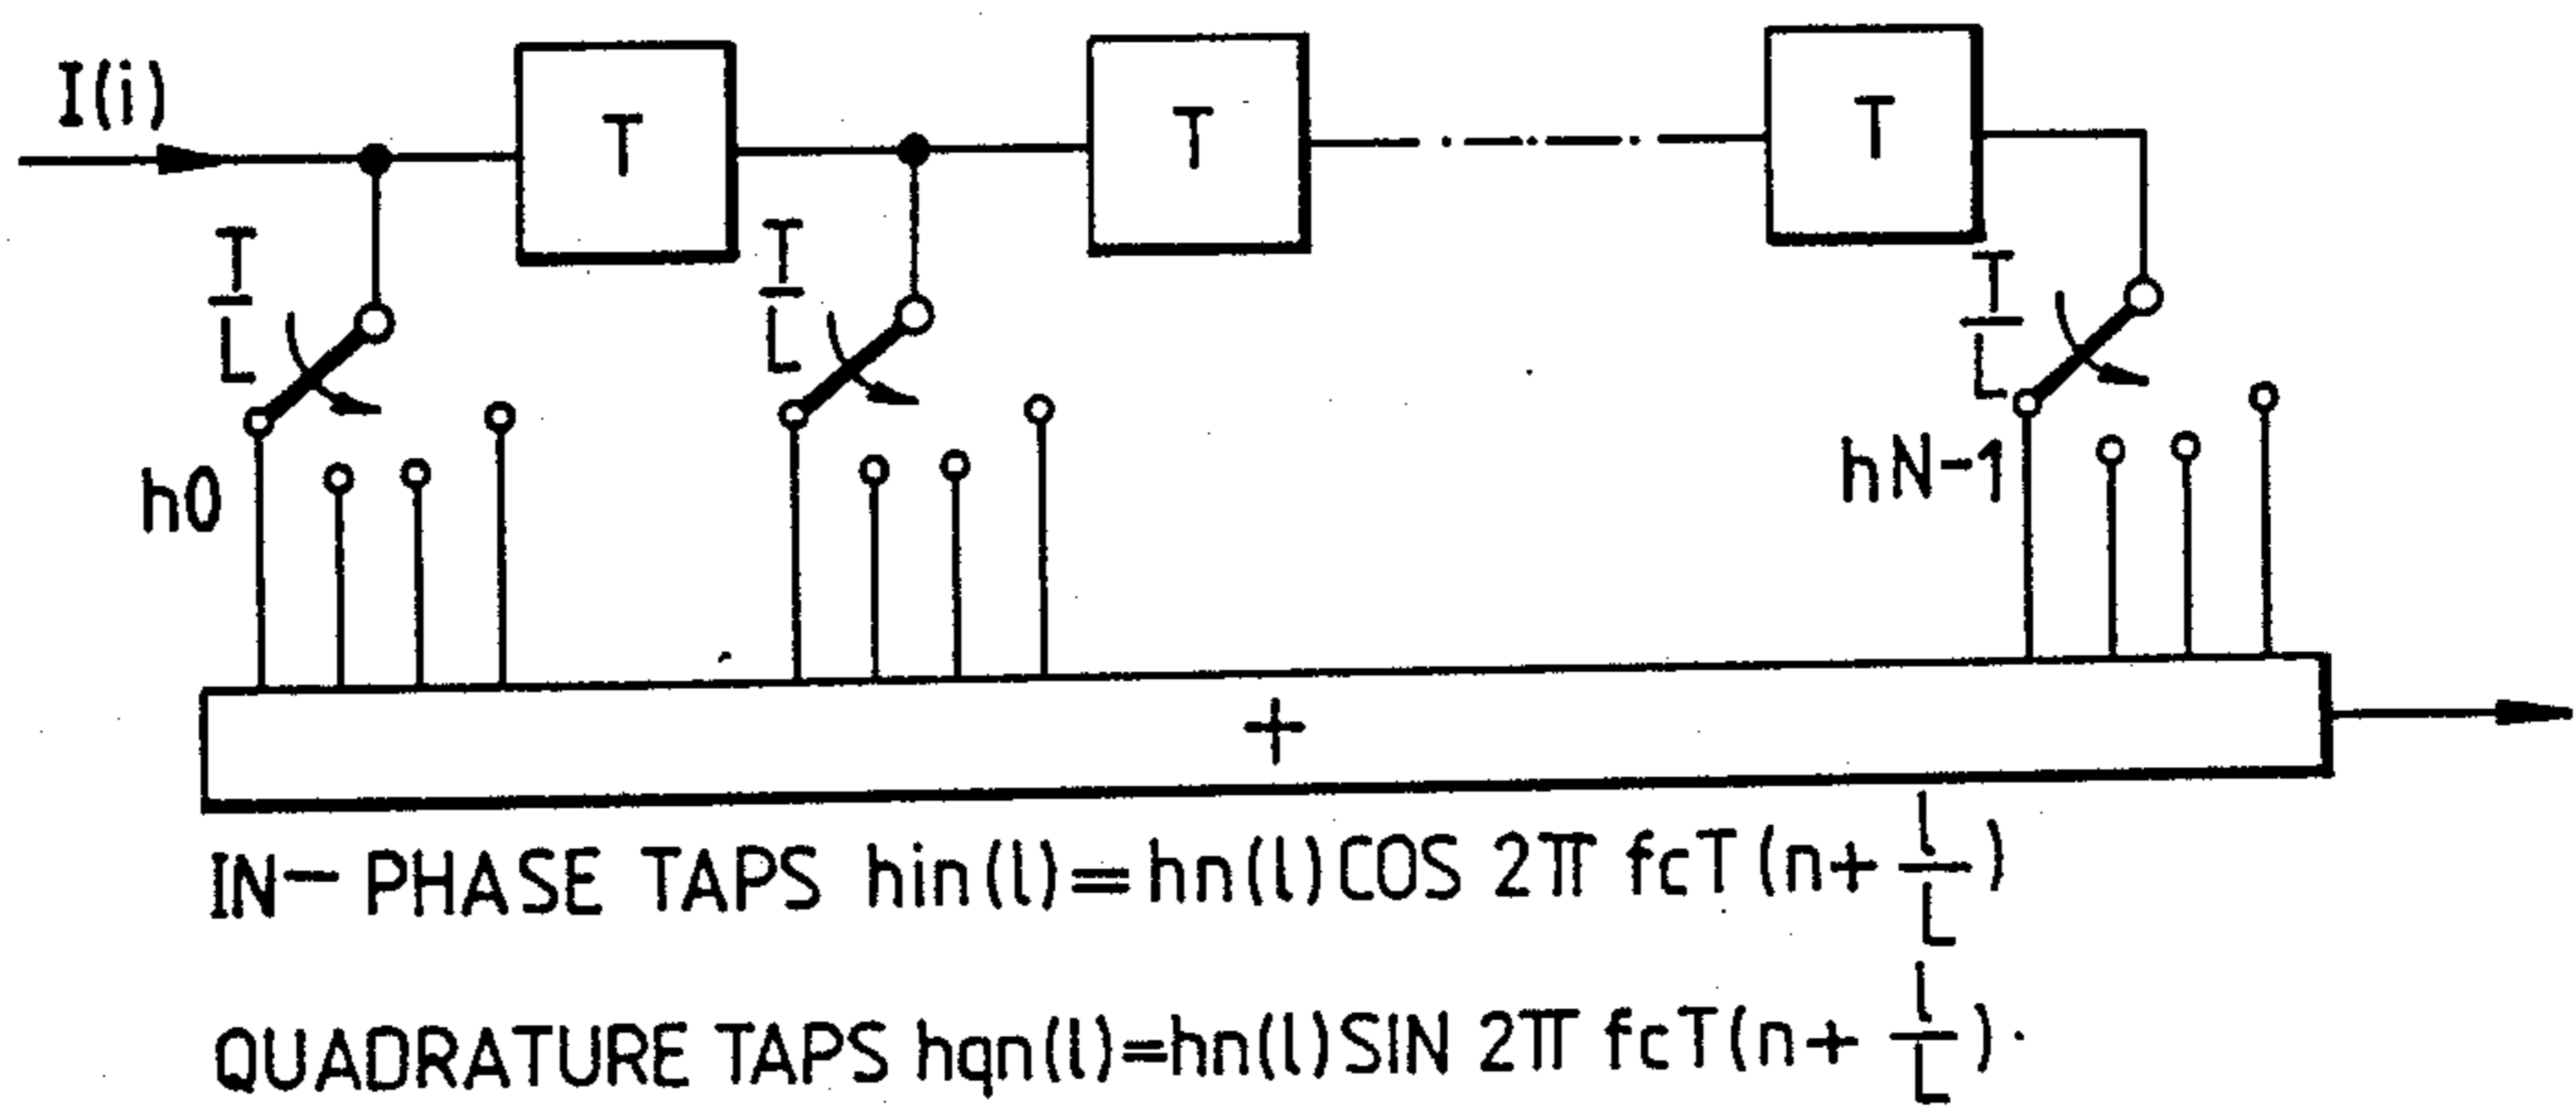 I(i)
T T T
T/L T/L T/L
h0 hN-1
+
IN- PHASE TAPS hin(l)=hn(l)COS 2π fcT(n+ l/L)
QUADRATURE TAPS hqn(l)=hn(l)SIN 2π fcT(n+ l/L).